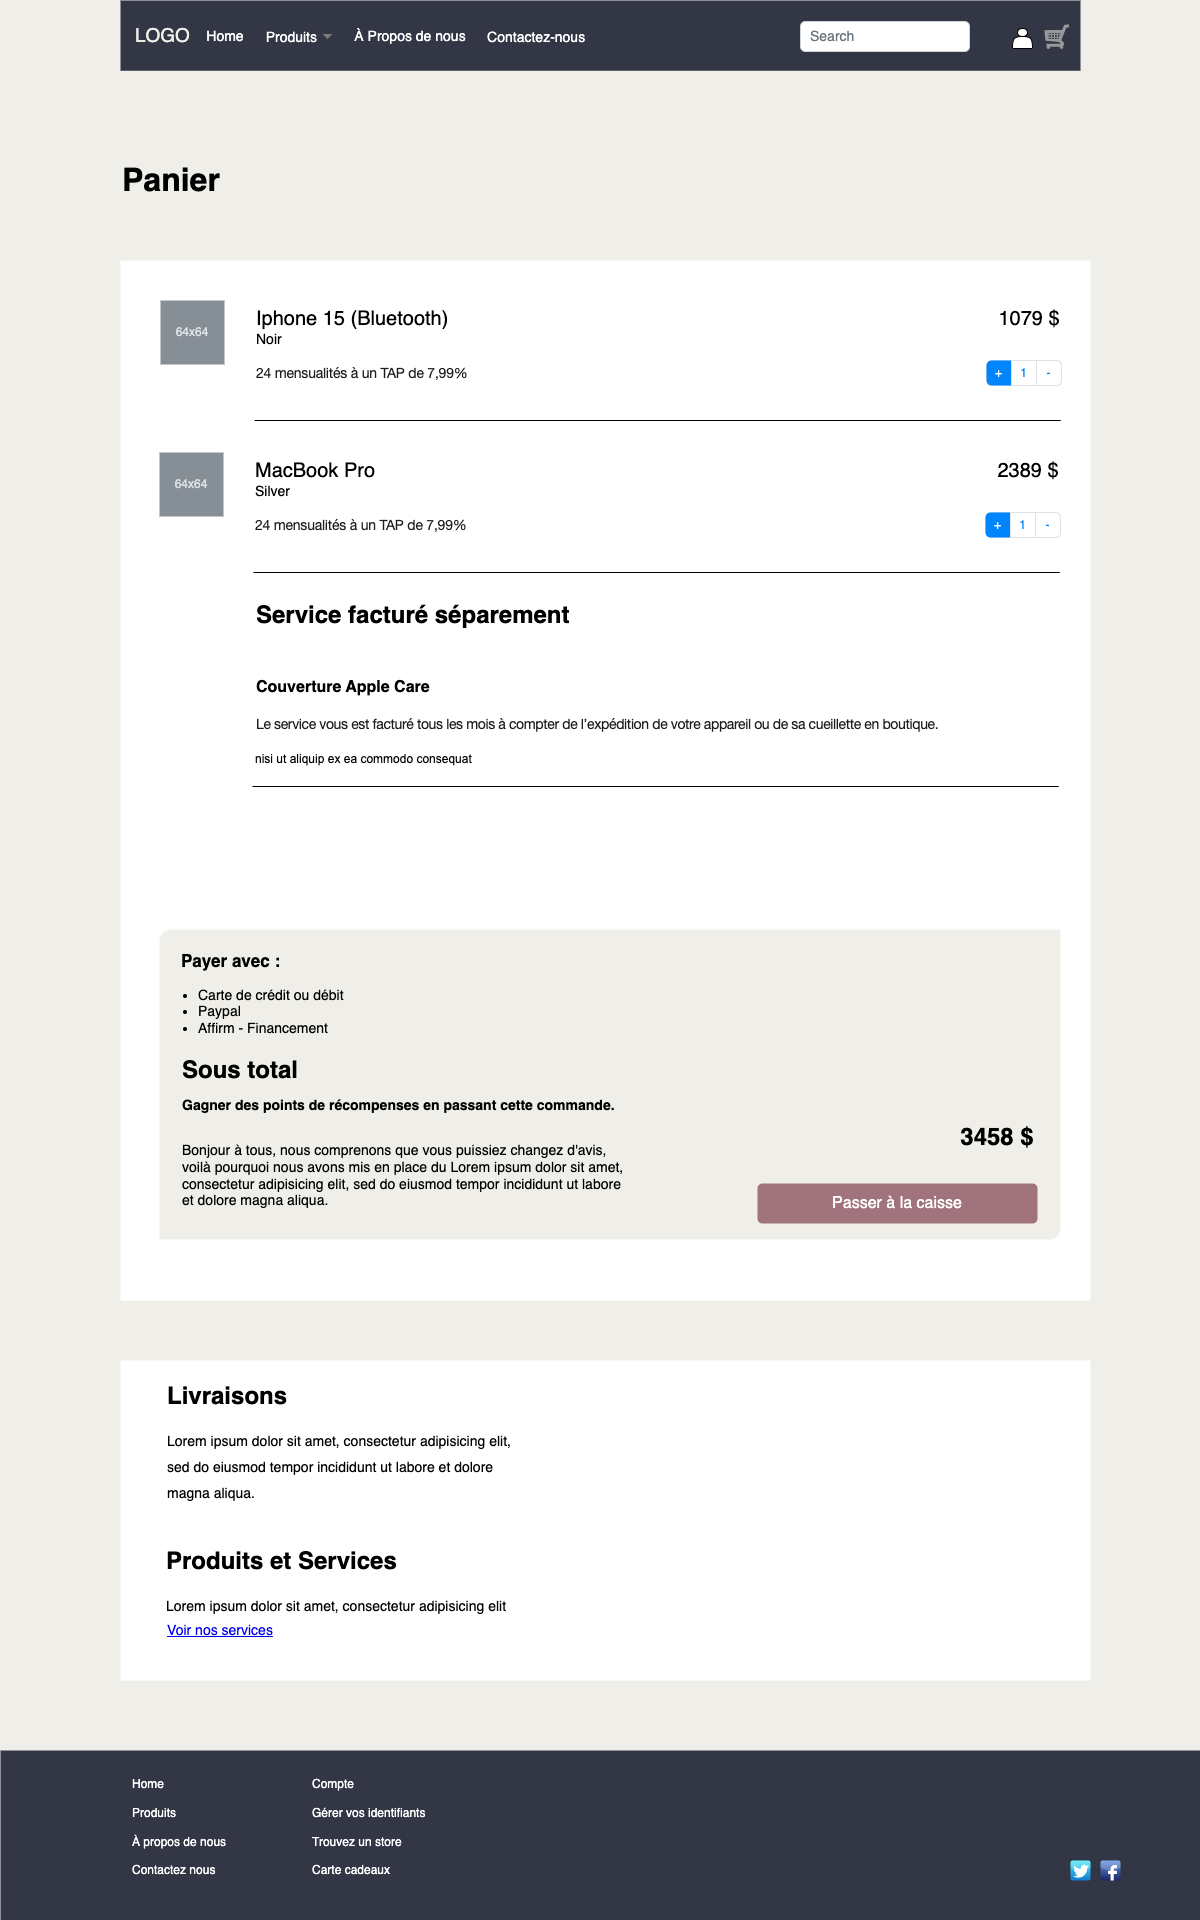 LOGO Home Produits À Propos de nous Contactez-nous Search
Panier
64x64
Iphone 15 (Bluetooth) 1079 $
Noir
24 mensualités à un TAP de 7,99% + 1 -
64x64
MacBook Pro 2389 $
Silver
24 mensualités à un TAP de 7,99% + 1 -
Service facturé séparement
Couverture Apple Care
Le service vous est facturé tous les mois à compter de l'expédition de votre appareil ou de sa cueillette en boutique.
nisi ut aliquip ex ea commodo consequat
Payer avec :
• Carte de crédit ou débit
• Paypal
• Affirm - Financement
Sous total
Gagner des points de récompenses en passant cette commande.
3458 $
Bonjour à tous, nous comprenons que vous puissiez changez d'avis,
voilà pourquoi nous avons mis en place du Lorem ipsum dolor sit amet,
consectetur adipisicing elit, sed do eiusmod tempor incididunt ut labore
et dolore magna aliqua.
Passer à la caisse
Livraisons
Lorem ipsum dolor sit amet, consectetur adipisicing elit,
sed do eiusmod tempor incididunt ut labore et dolore
magna aliqua.
Produits et Services
Lorem ipsum dolor sit amet, consectetur adipisicing elit
Voir nos services
Home
Produits
À propos de nous
Contactez nous
Compte
Gérer vos identifiants
Trouvez un store
Carte cadeaux